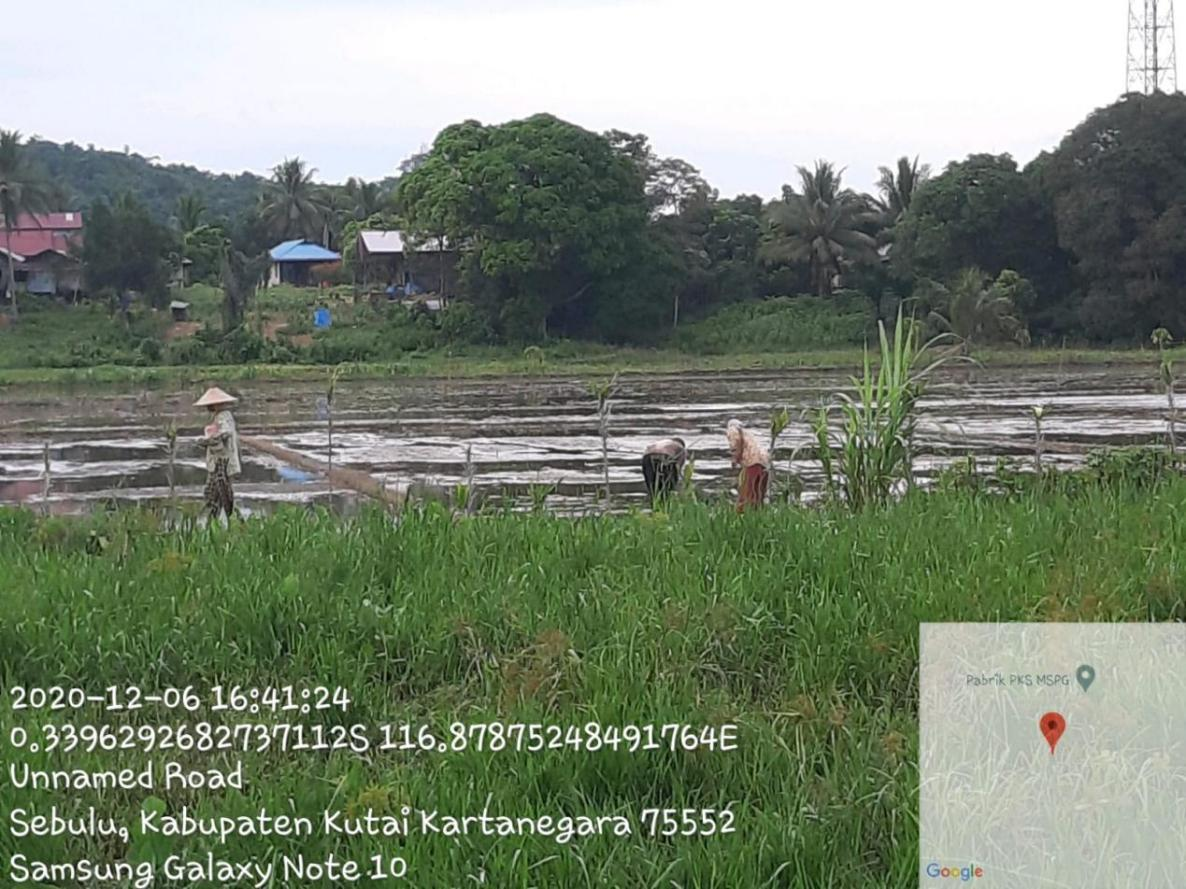 2020-12-06 16:41:24
0.3396292682737112S 116.87875248491764E
Unnamed Road
Sebulu, Kabupaten Kutai Kartanegara 75552
Samsung Galaxy Note 10
Pabrik PKS MSPG
Google